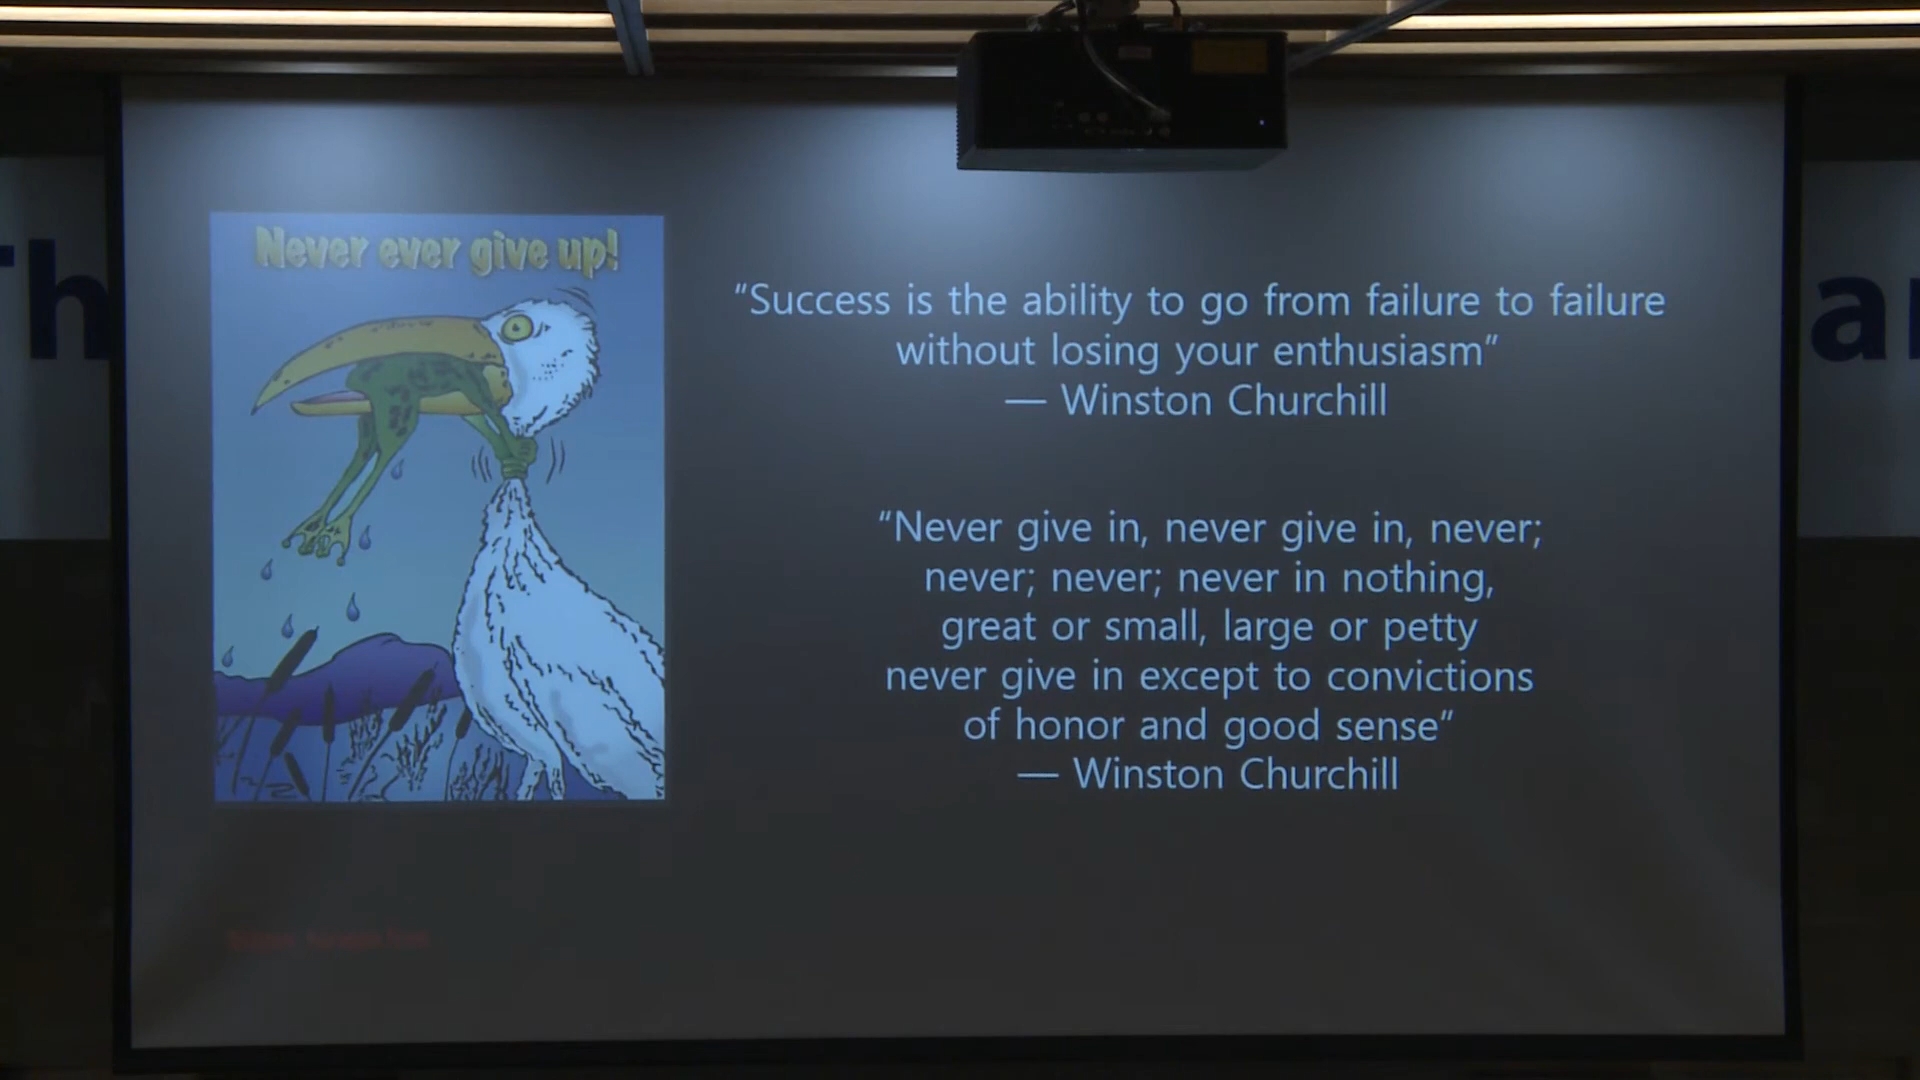 Never ever give up!
“Success is the ability to go from failure to failure
without losing your enthusiasm”
— Winston Churchill
“Never give in, never give in, never;
never; never; never in nothing,
great or small, large or petty
never give in except to convictions
of honor and good sense”
— Winston Churchill
Th
a